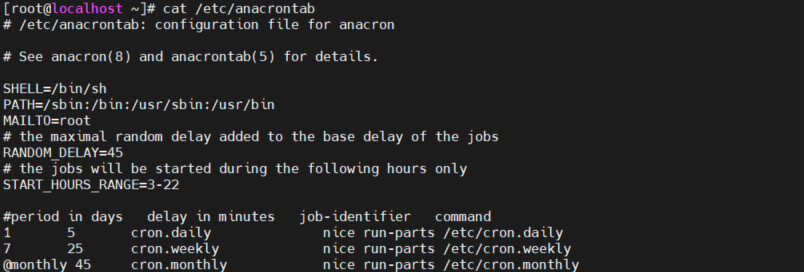 [root@localhost ~]# cat /etc/anacrontab
# /etc/anacrontab: configuration file for anacron
# See anacron(8) and anacrontab(5) for details.
SHELL=/bin/sh
PATH=/sbin:/bin:/usr/sbin:/usr/bin
MAILTO=root
# the maximal random delay added to the base delay of the jobs
RANDOM_DELAY=45
# the jobs will be started during the following hours only
START_HOURS_RANGE=3-22
#period in days   delay in minutes   job-identifier   command
1       5       cron.daily              nice run-parts /etc/cron.daily
7       25      cron.weekly             nice run-parts /etc/cron.weekly
@monthly 45     cron.monthly            nice run-parts /etc/cron.monthly